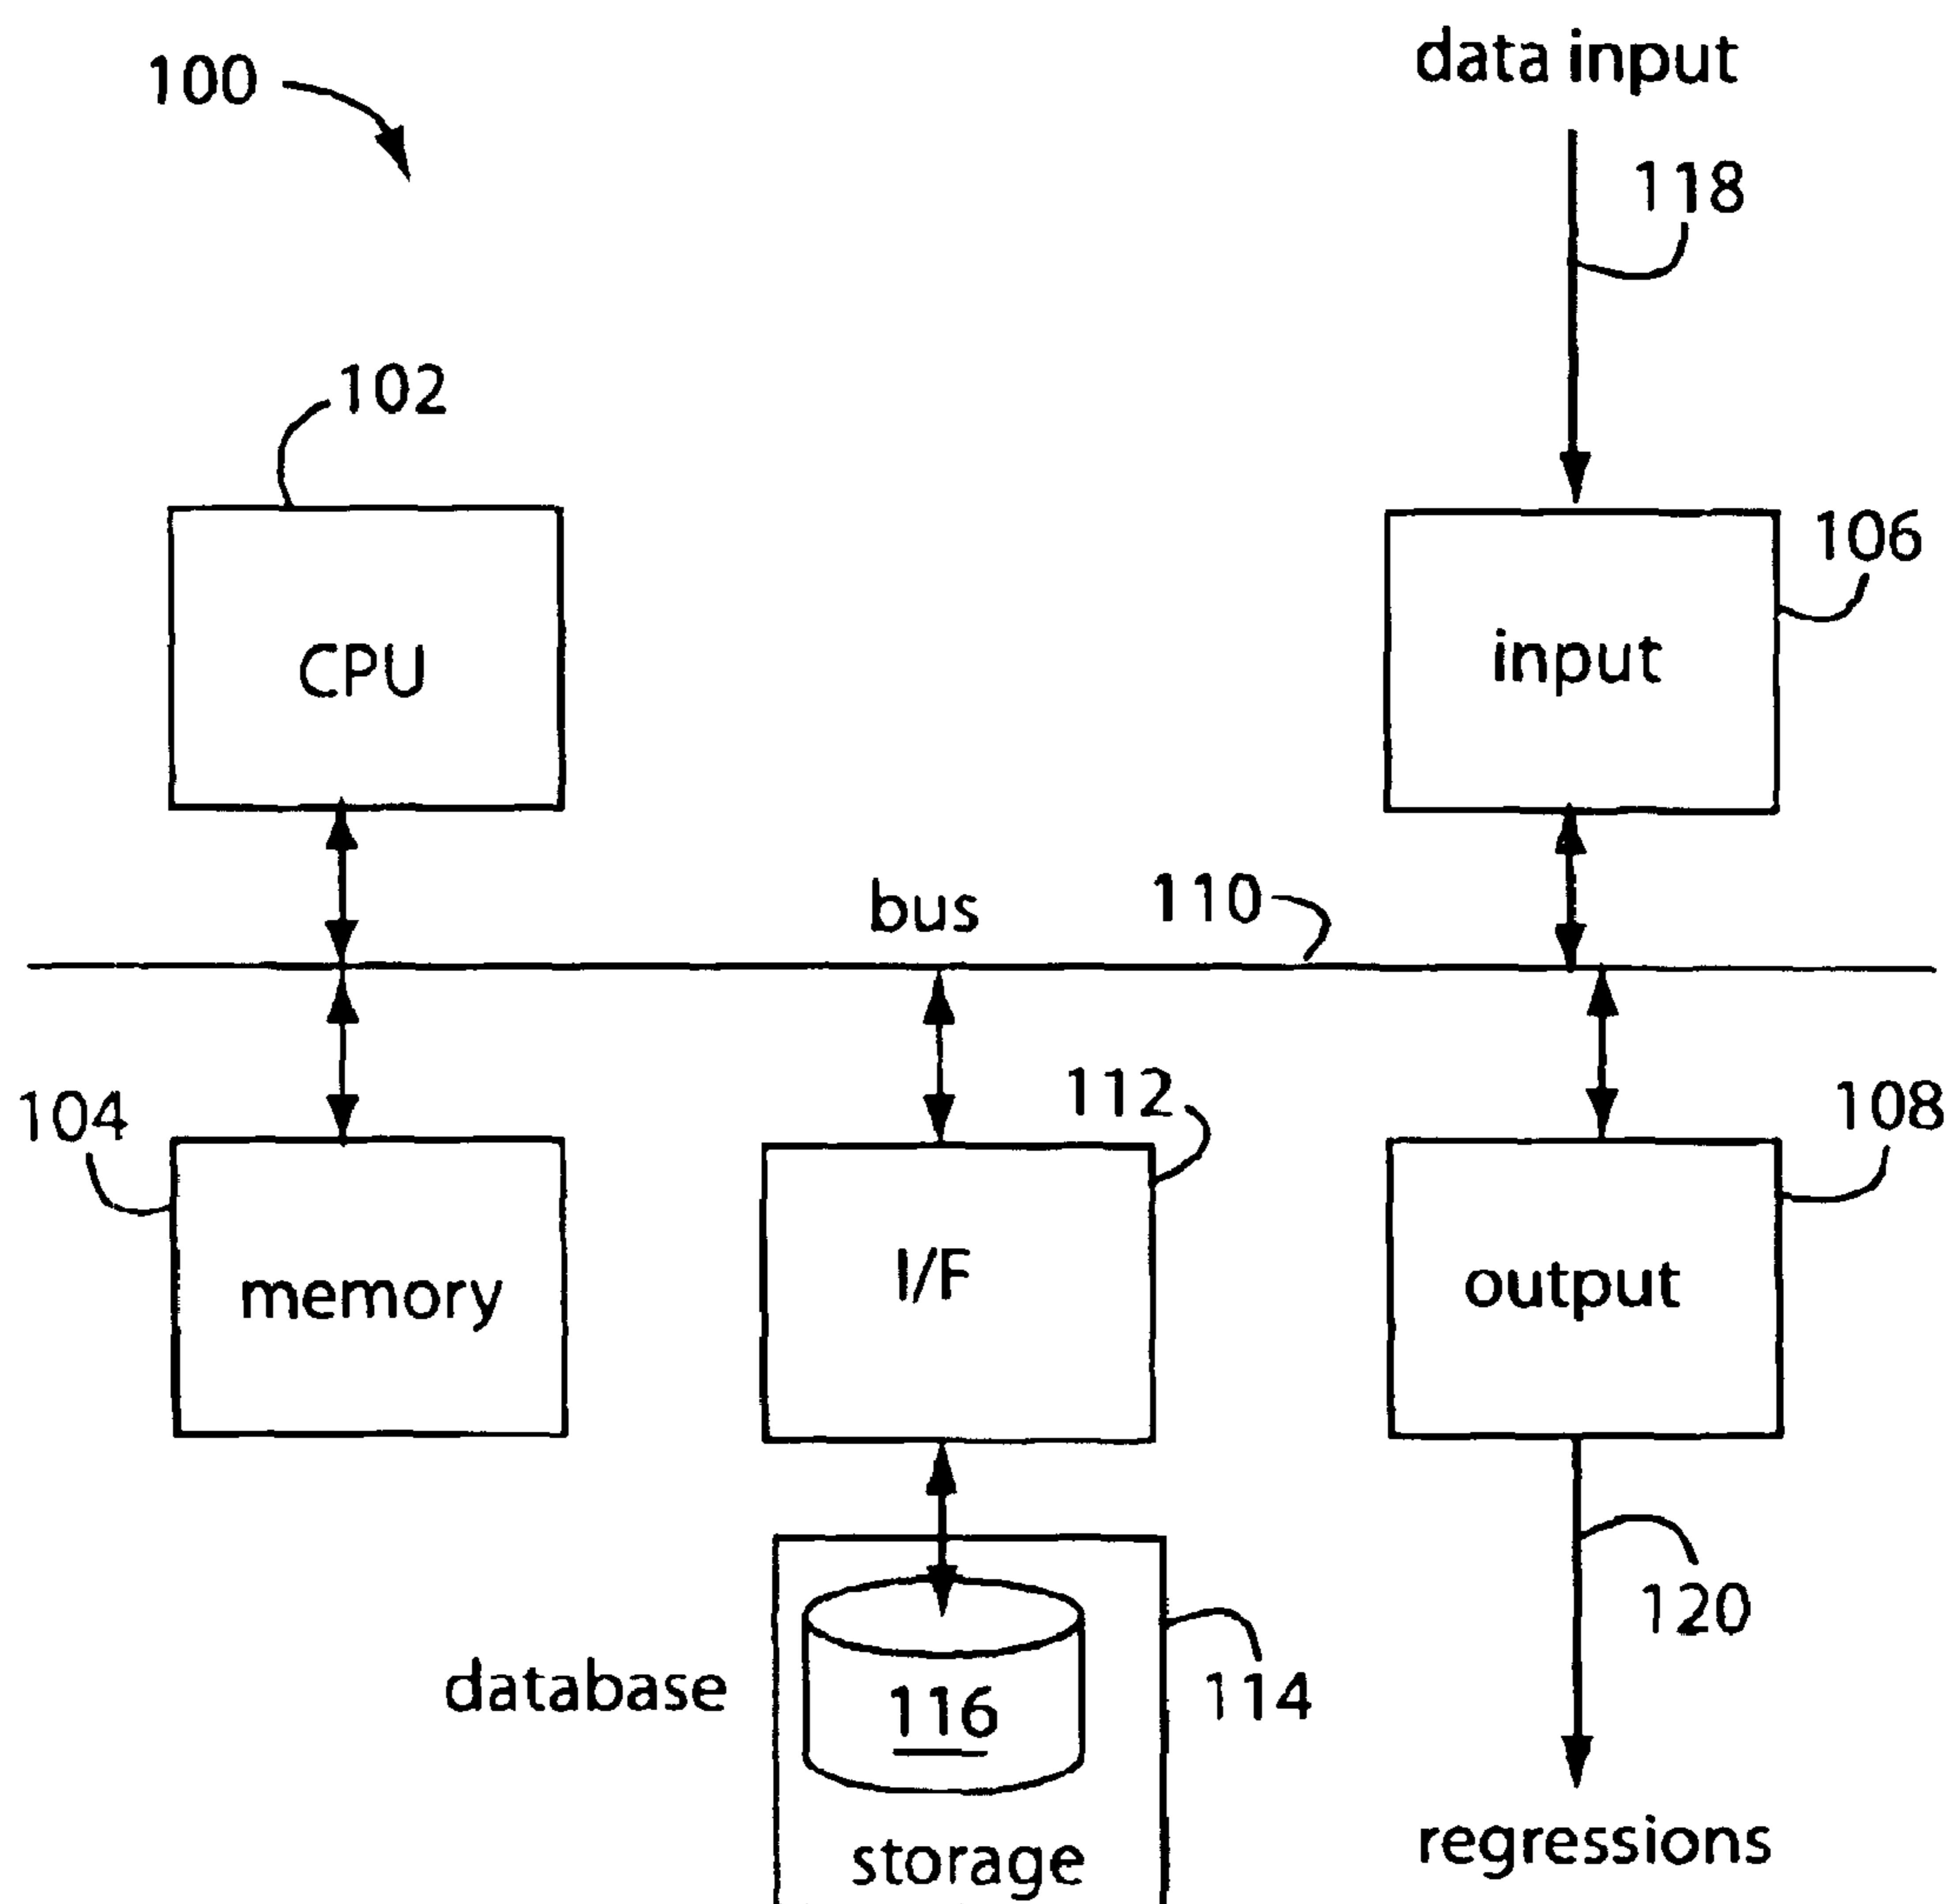 100
data input
118
102
106
CPU
input
bus
110
104
112
108
memory
I/F
output
120
database
116
114
storage
regressions